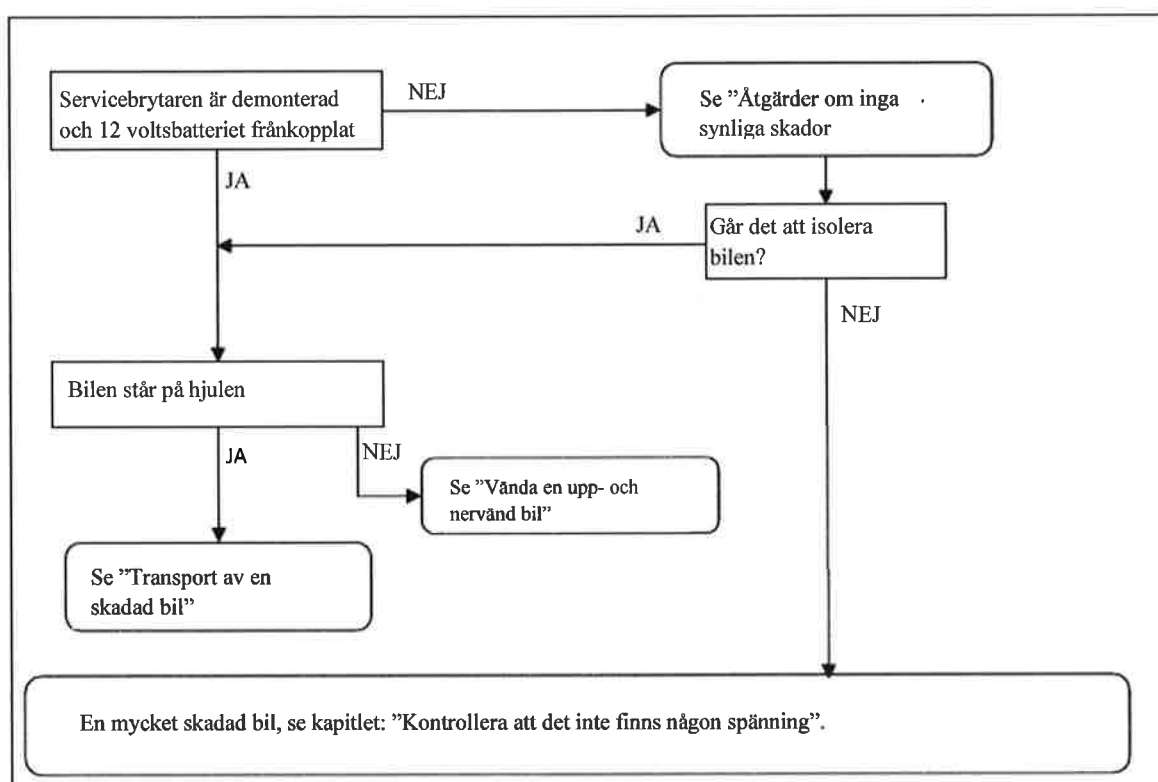 Servicebrytaren är demonterad
och 12 voltsbatteriet frånkopplat
NEJ
Se ”Åtgärder om inga
synliga skador
JA
JA
Går det att isolera
bilen?
NEJ
Bilen står på hjulen
JA
NEJ
Se ”Vända en upp- och
nervänd bil”
Se ”Transport av en
skadad bil”
En mycket skadad bil, se kapitlet: ”Kontrollera att det inte finns någon spänning”.